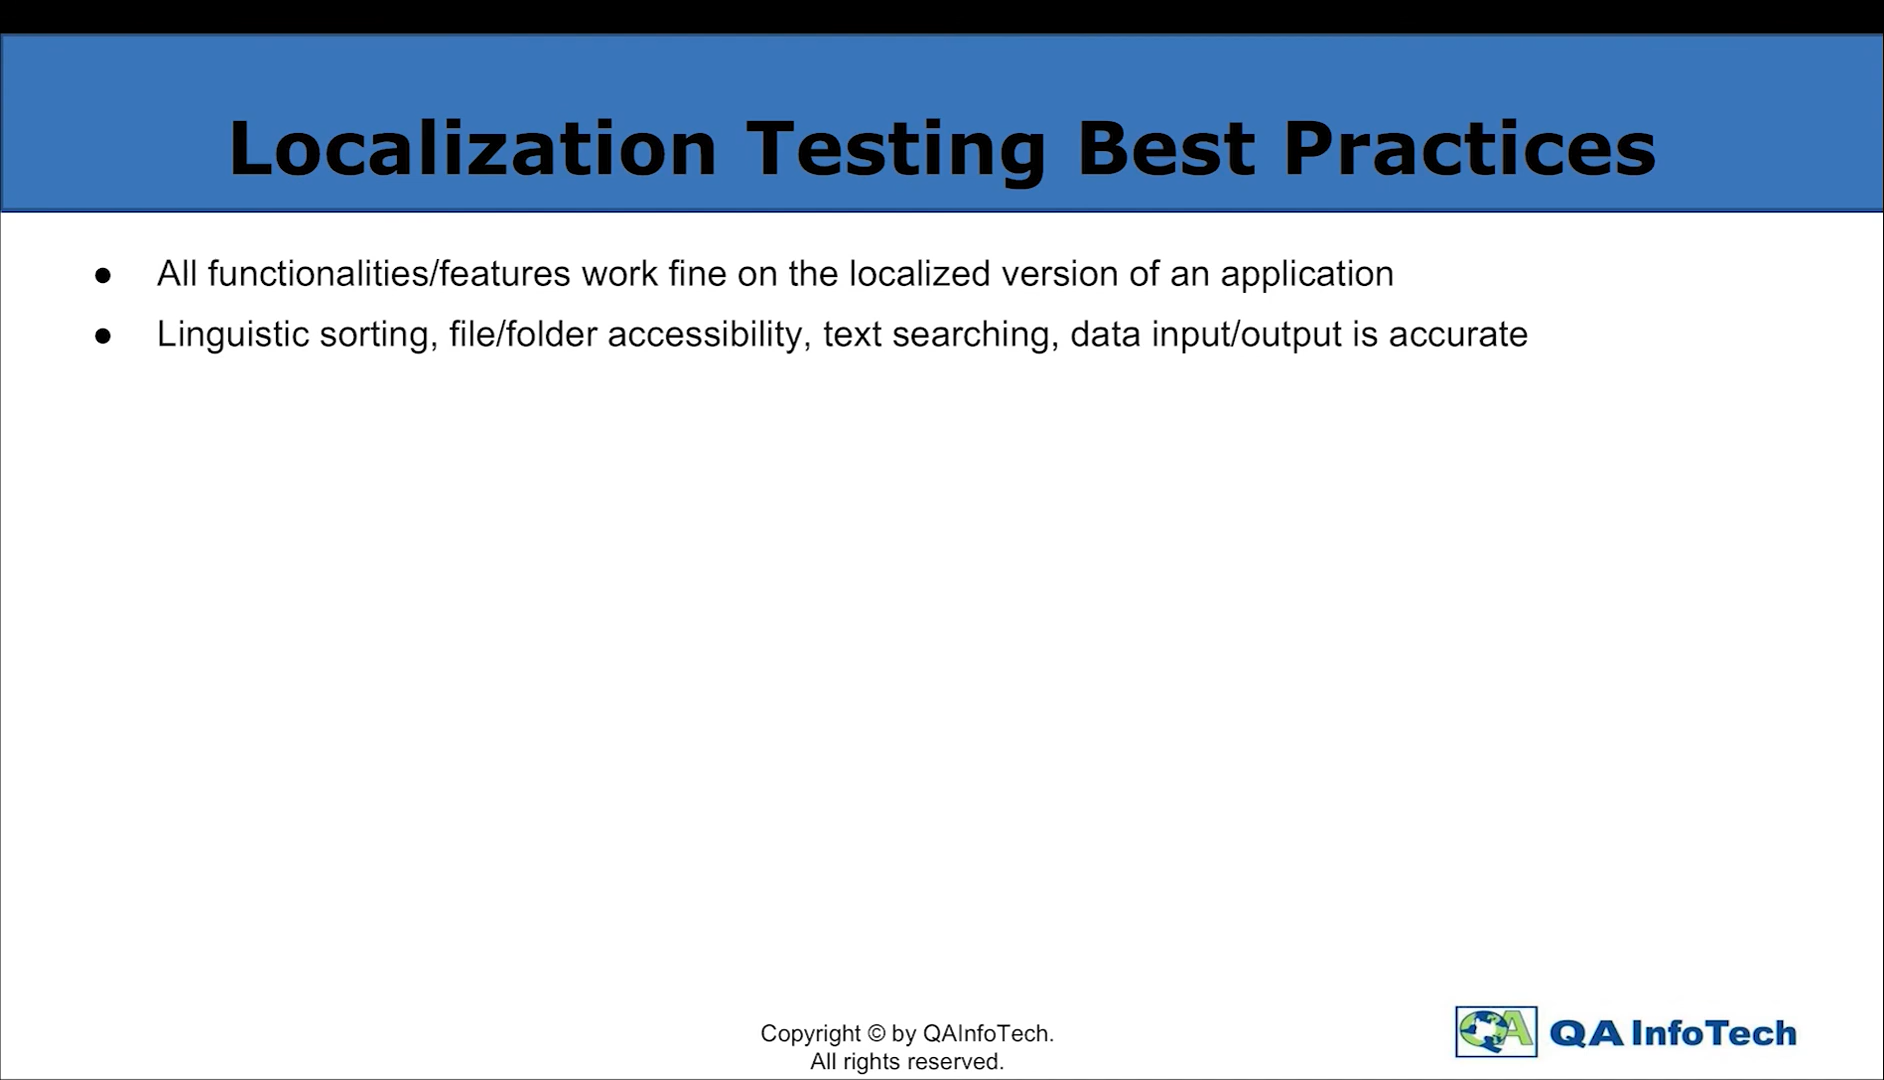 Localization Testing Best Practices
● All functionalities/features work fine on the localized version of an application
● Linguistic sorting, file/folder accessibility, text searching, data input/output is accurate
Copyright © by QAInfoTech.
All rights reserved.
QA QA InfoTech